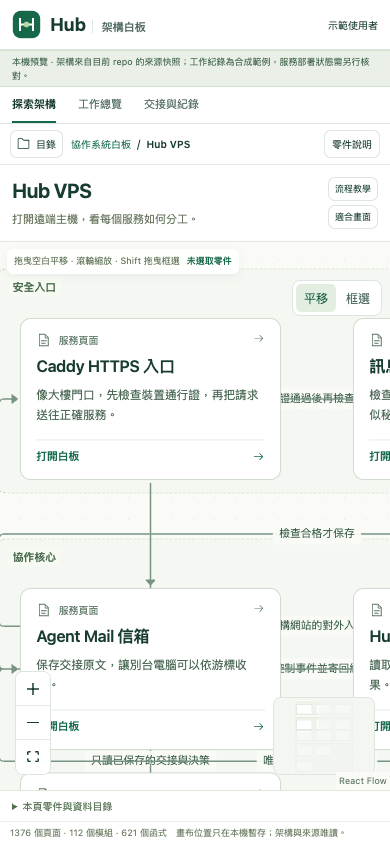 Hub
架構白板
示範使用者
本機預覽 · 架構來自目前 repo 的來源快照；工作紀錄為合成範例，服務部署狀態需另行核
對。
探索架構
工作總覽
交接與紀錄
目錄
協作系統白板 / Hub VPS
零件說明
Hub VPS
打開遠端主機，看每個服務如何分工。
流程教學
適合畫面
拖曳空白平移 · 滾輪縮放 · Shift 拖曳框選 未選取零件
安全入口
平移
框選
服務頁面
Caddy HTTPS 入口
像大樓門口，先檢查裝置通行證，再把請求
送往正確服務。
打開白板
證通過後再檢查
檢查
似秘
打開
檢查合格才保存
協作核心
服務頁面
Agent Mail 信箱
保存交接原文，讓別台電腦可以依游標收
。
開白板
構網站的對外入
控制事件並寄回
Hu
讀取
果。
打開
只讀已保存的交接與決策
唯
React Flow
本頁零件與資料目錄
1376 個頁面 · 112 個模組 · 621 個函式 畫布位置只在本機暫存；架構與來源唯讀。